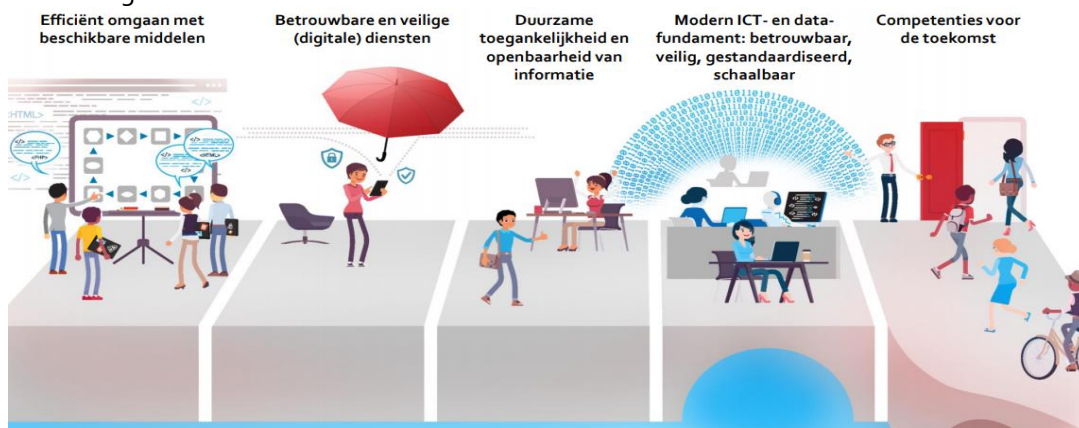 Efficiënt omgaan met
beschikbare middelen
Betrouwbare en veilige
(digitale) diensten
Duurzame
toegankelijkheid en
openbaarheid van
informatie
Modern ICT- en data-
fundament: betrouwbaar,
veilig, gestandaardiseerd,
schaalbaar
Competenties voor
de toekomst